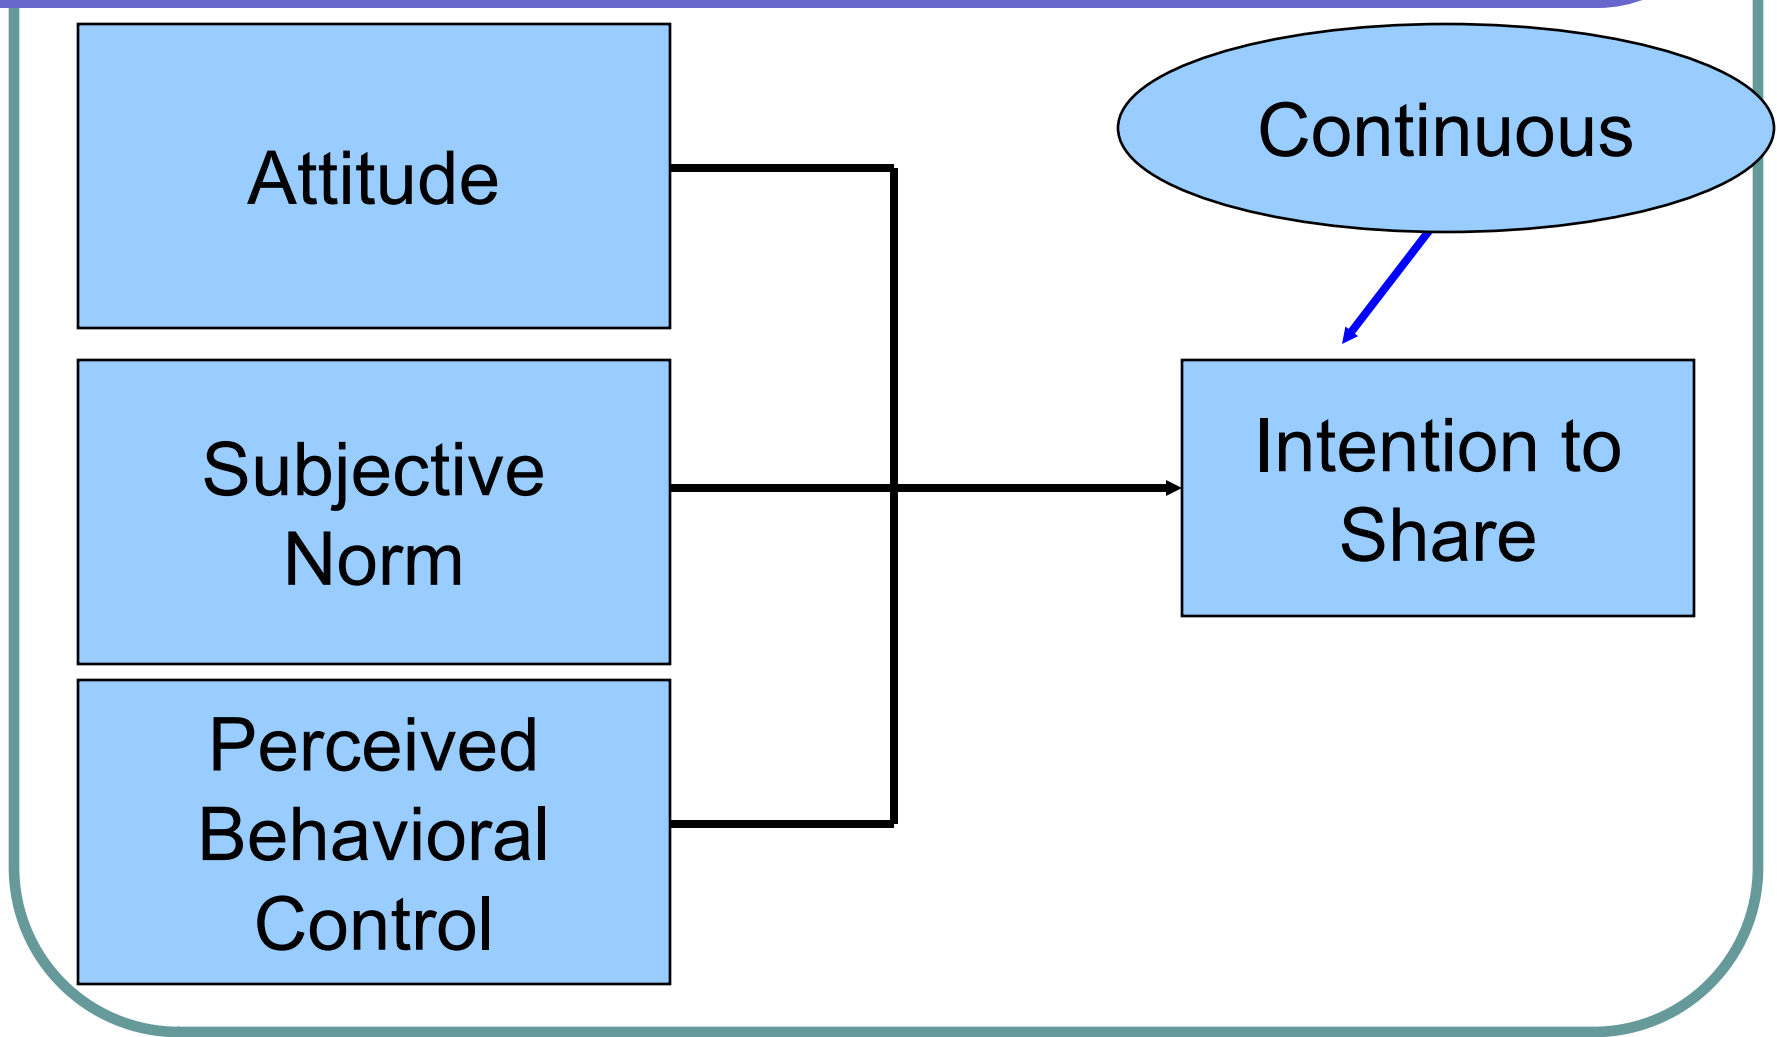 Attitude
Continuous
Subjective
Norm
Intention to
Share
Perceived
Behavioral
Control